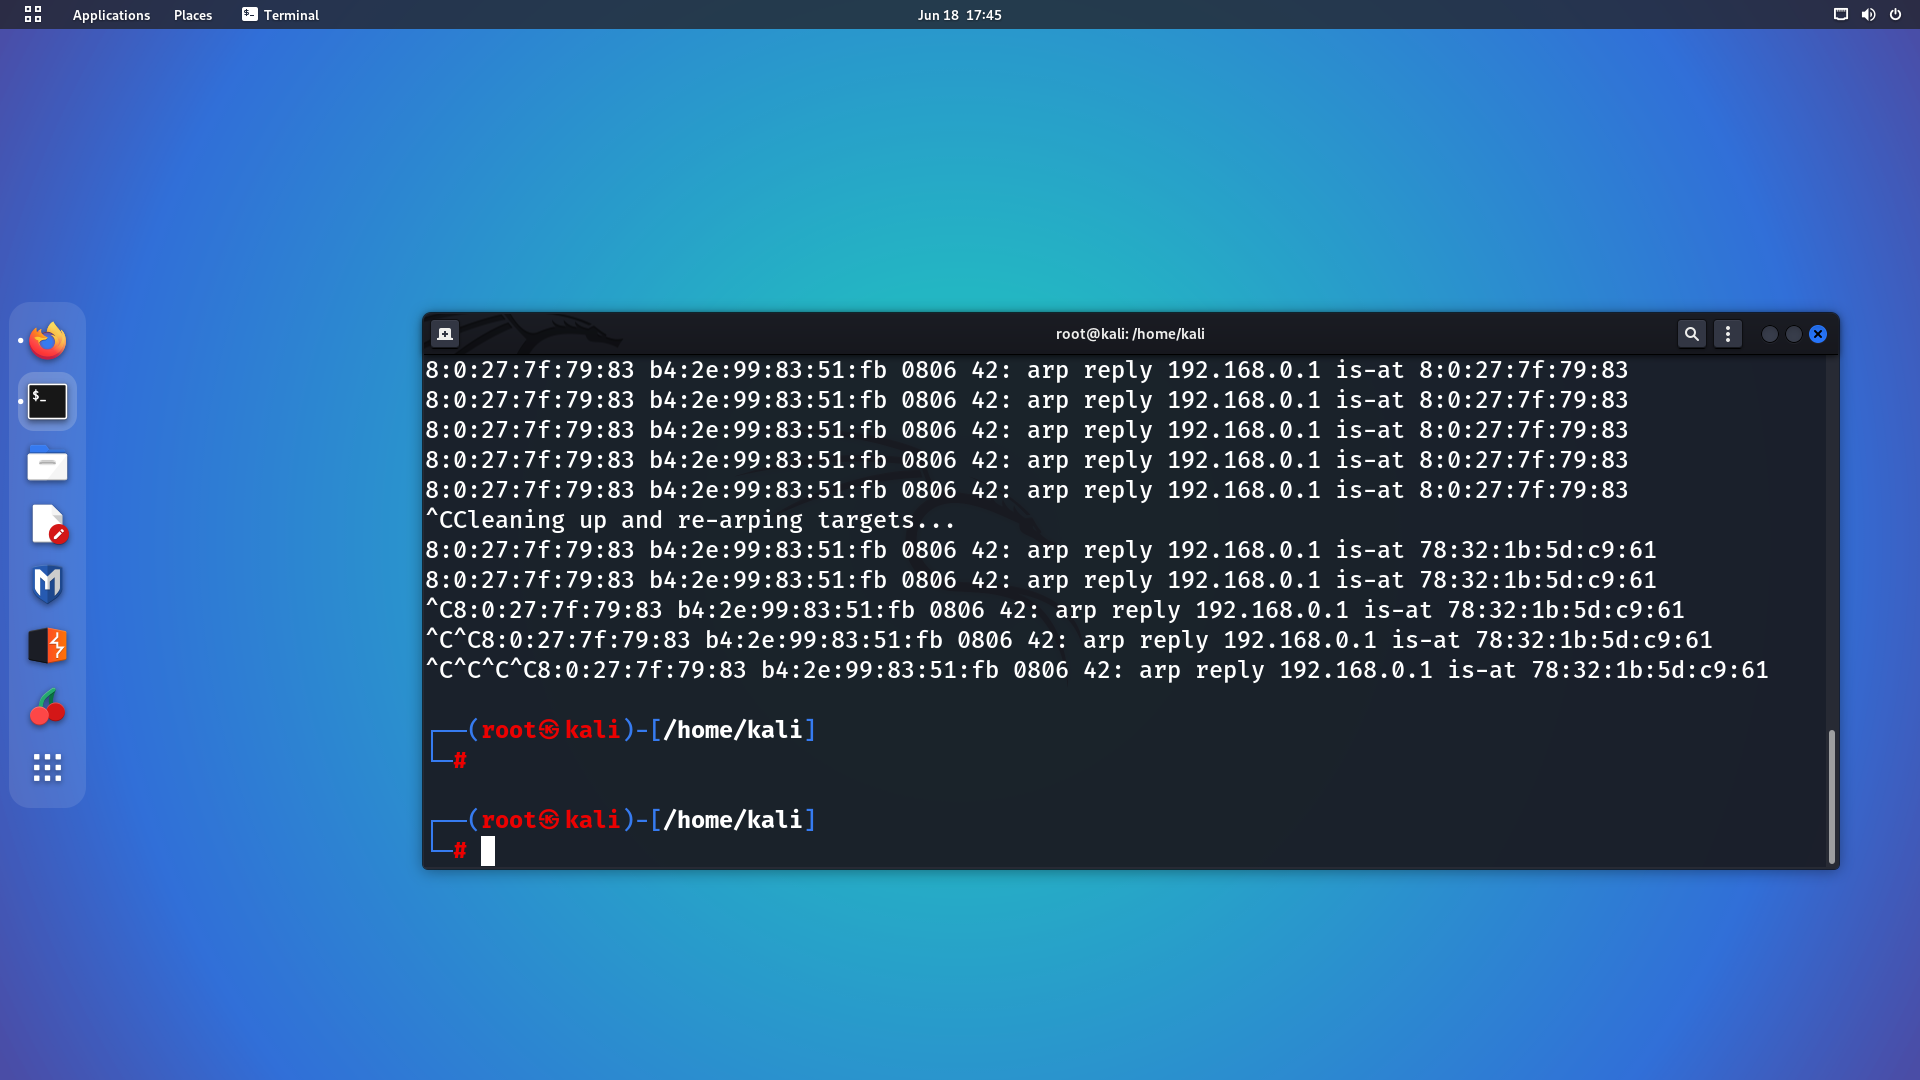 Applications Places Terminal Jun 18 17:45
root@kali: /home/kali
8:0:27:7f:79:83 b4:2e:99:83:51:fb 0806 42: arp reply 192.168.0.1 is-at 8:0:27:7f:79:83
8:0:27:7f:79:83 b4:2e:99:83:51:fb 0806 42: arp reply 192.168.0.1 is-at 8:0:27:7f:79:83
8:0:27:7f:79:83 b4:2e:99:83:51:fb 0806 42: arp reply 192.168.0.1 is-at 8:0:27:7f:79:83
8:0:27:7f:79:83 b4:2e:99:83:51:fb 0806 42: arp reply 192.168.0.1 is-at 8:0:27:7f:79:83
8:0:27:7f:79:83 b4:2e:99:83:51:fb 0806 42: arp reply 192.168.0.1 is-at 8:0:27:7f:79:83
^CCleaning up and re-arping targets...
8:0:27:7f:79:83 b4:2e:99:83:51:fb 0806 42: arp reply 192.168.0.1 is-at 78:32:1b:5d:c9:61
8:0:27:7f:79:83 b4:2e:99:83:51:fb 0806 42: arp reply 192.168.0.1 is-at 78:32:1b:5d:c9:61
^C8:0:27:7f:79:83 b4:2e:99:83:51:fb 0806 42: arp reply 192.168.0.1 is-at 78:32:1b:5d:c9:61
^C^C8:0:27:7f:79:83 b4:2e:99:83:51:fb 0806 42: arp reply 192.168.0.1 is-at 78:32:1b:5d:c9:61
^C^C^C^C8:0:27:7f:79:83 b4:2e:99:83:51:fb 0806 42: arp reply 192.168.0.1 is-at 78:32:1b:5d:c9:61
┌──(root㉿kali)-[/home/kali]
└─#
┌──(root㉿kali)-[/home/kali]
└─#